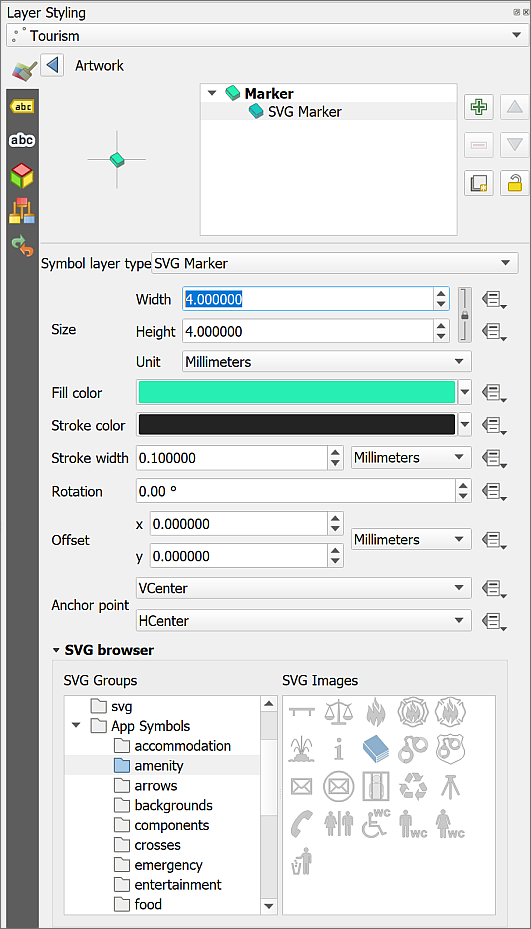 Layer Styling
Tourism
Artwork
abc
abc
Marker
SVG Marker
Symbol layer type SVG Marker
Size
Width 4.000000
Height 4.000000
Unit Millimeters
Fill color
Stroke color
Stroke width 0.100000 Millimeters
Rotation 0.00 °
Offset
x 0.000000
Millimeters
y 0.000000
Anchor point
VCenter
HCenter
SVG browser
SVG Groups SVG Images
svg
App Symbols
accommodation
amenity
arrows
backgrounds
components
crosses
emergency
entertainment
food
i
WC
WC
WC